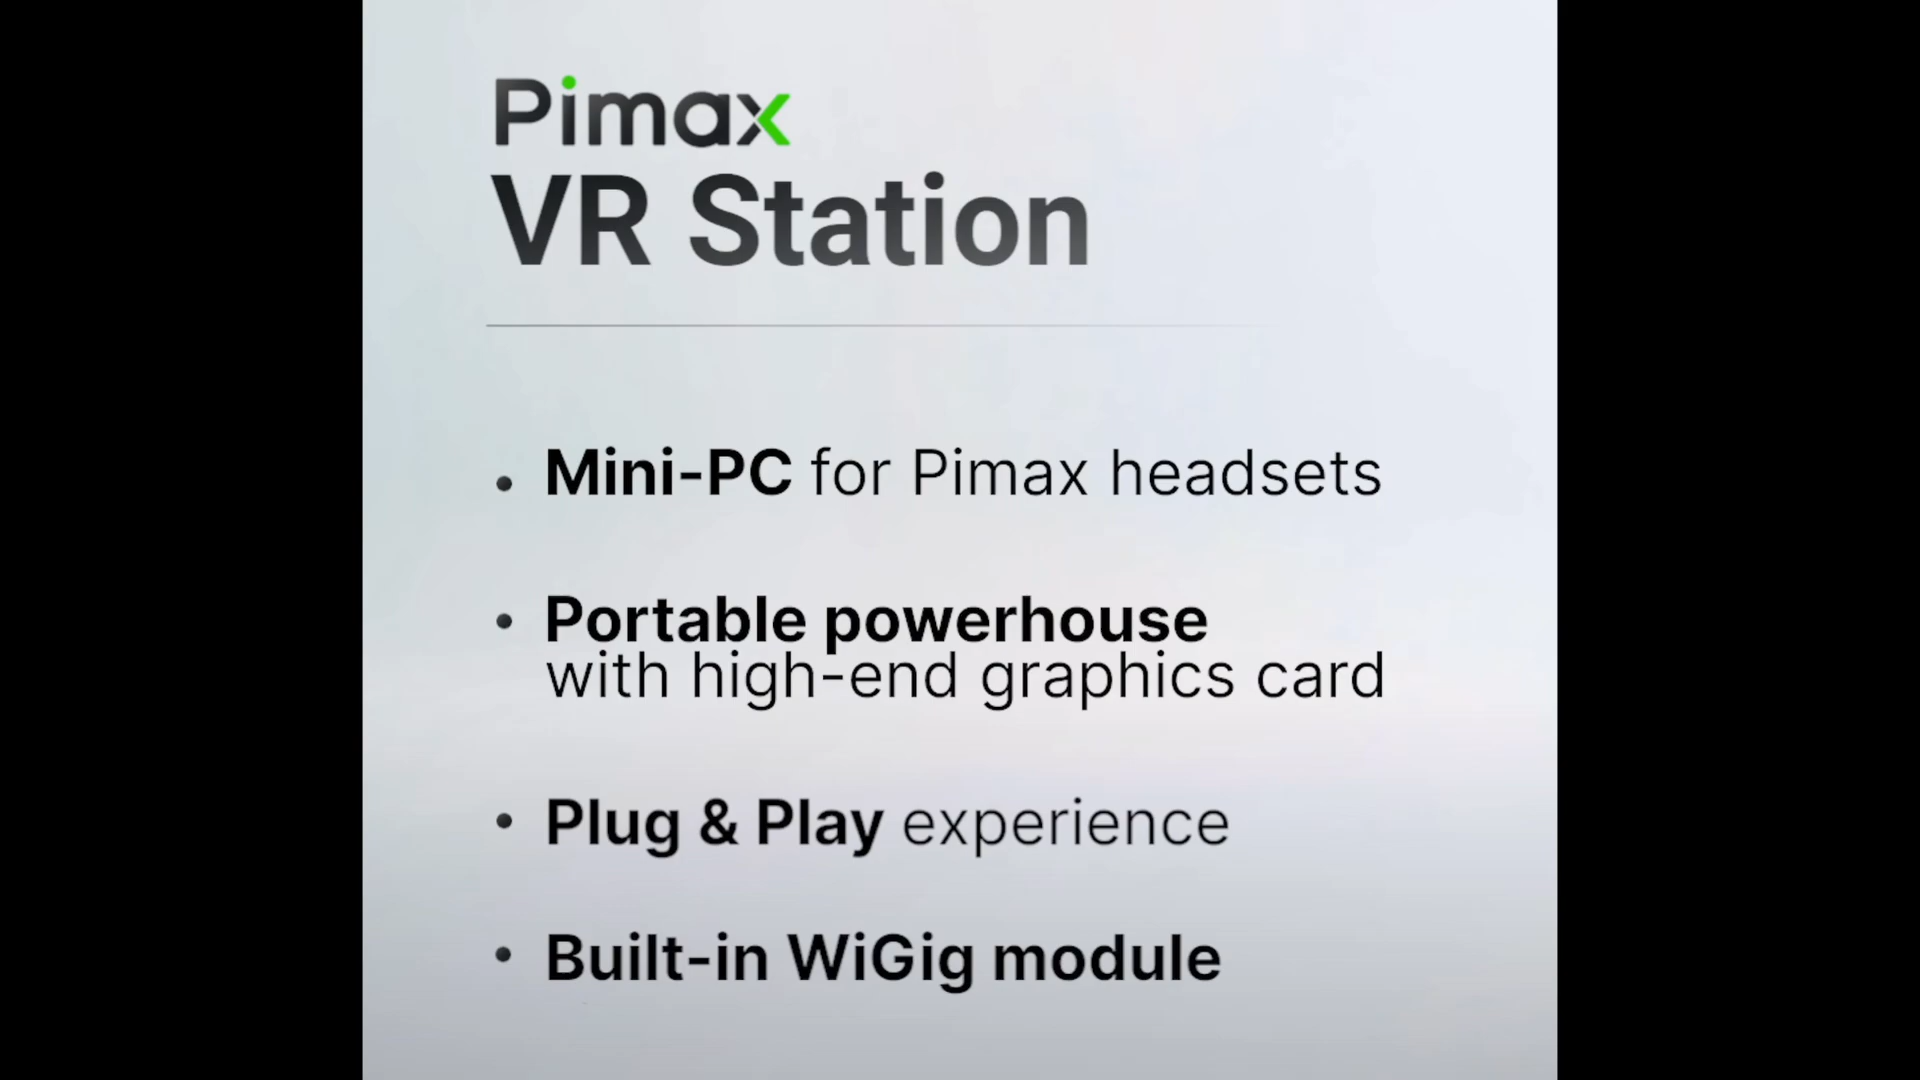 Pimax
VR Station
• Mini-PC for Pimax headsets
• Portable powerhouse
with high-end graphics card
• Plug & Play experience
• Built-in WiGig module